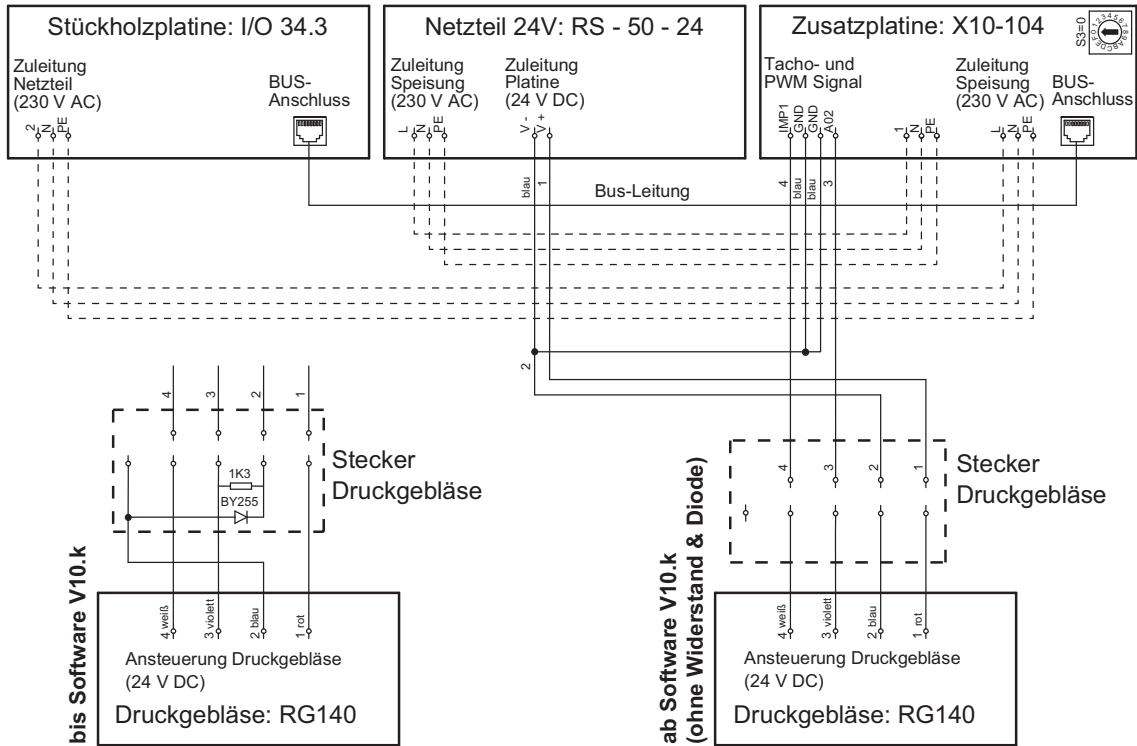 Stückholzplatine: I/O 34.3
Zuleitung
Netzteil
(230 V AC)
BUS-
Anschluss
2
N
PE
Netzteil 24V: RS - 50 - 24
Zuleitung
Speisung
(230 V AC)
Zuleitung
Platine
(24 V DC)
L
N
PE
V -
V +
Zusatzplatine: X10-104
S3=0
0123456789ABCDEF
Tacho- und
PWM Signal
Zuleitung
Speisung
(230 V AC)
BUS-
Anschluss
IMP1
GND
GND
A02
1
N
PE
L
N
PE
blau
1
4
blau
blau
3
Bus-Leitung
2
4
3
2
1
1K3
BY255
Stecker
Druckgebläse
bis Software V10.k
4 weiß
3 violett
2 blau
1 rot
Ansteuerung Druckgebläse
(24 V DC)
Druckgebläse: RG140
4
3
2
1
Stecker
Druckgebläse
ab Software V10.k
(ohne Widerstand & Diode)
4 weiß
3 violett
2 blau
1 rot
Ansteuerung Druckgebläse
(24 V DC)
Druckgebläse: RG140